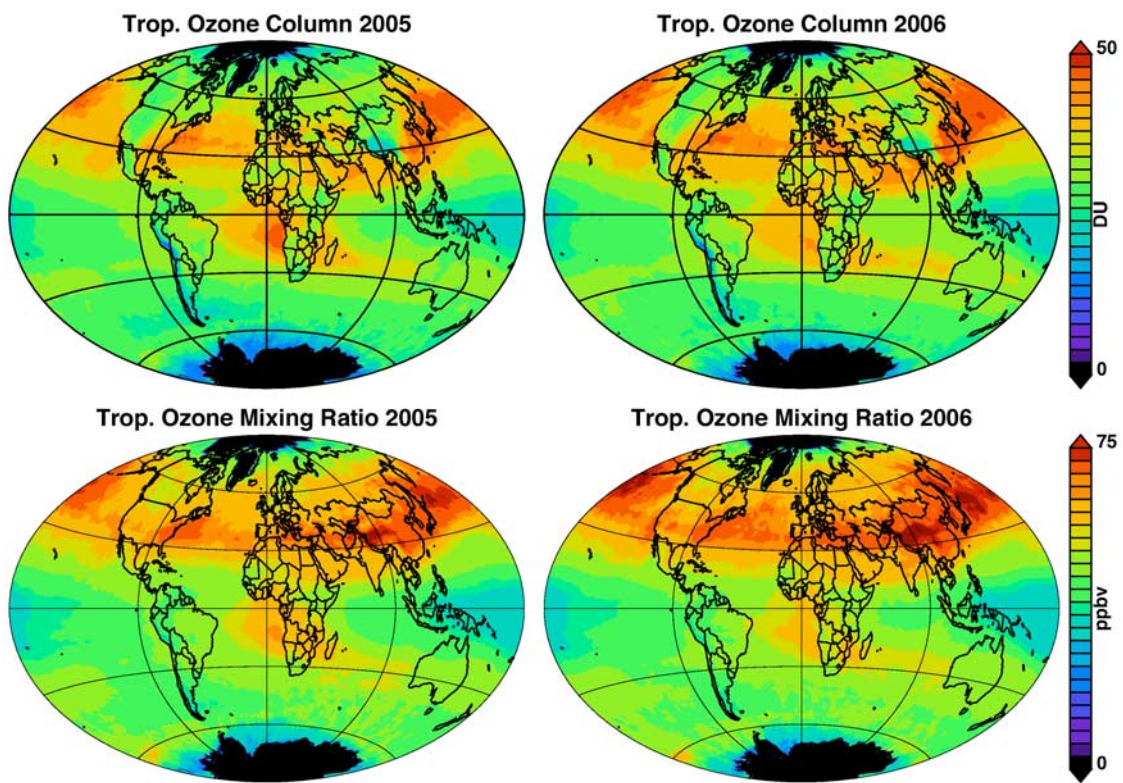 Trop. Ozone Column 2005
Trop. Ozone Column 2006
50
DU
0
Trop. Ozone Mixing Ratio 2005
Trop. Ozone Mixing Ratio 2006
75
ppbv
0